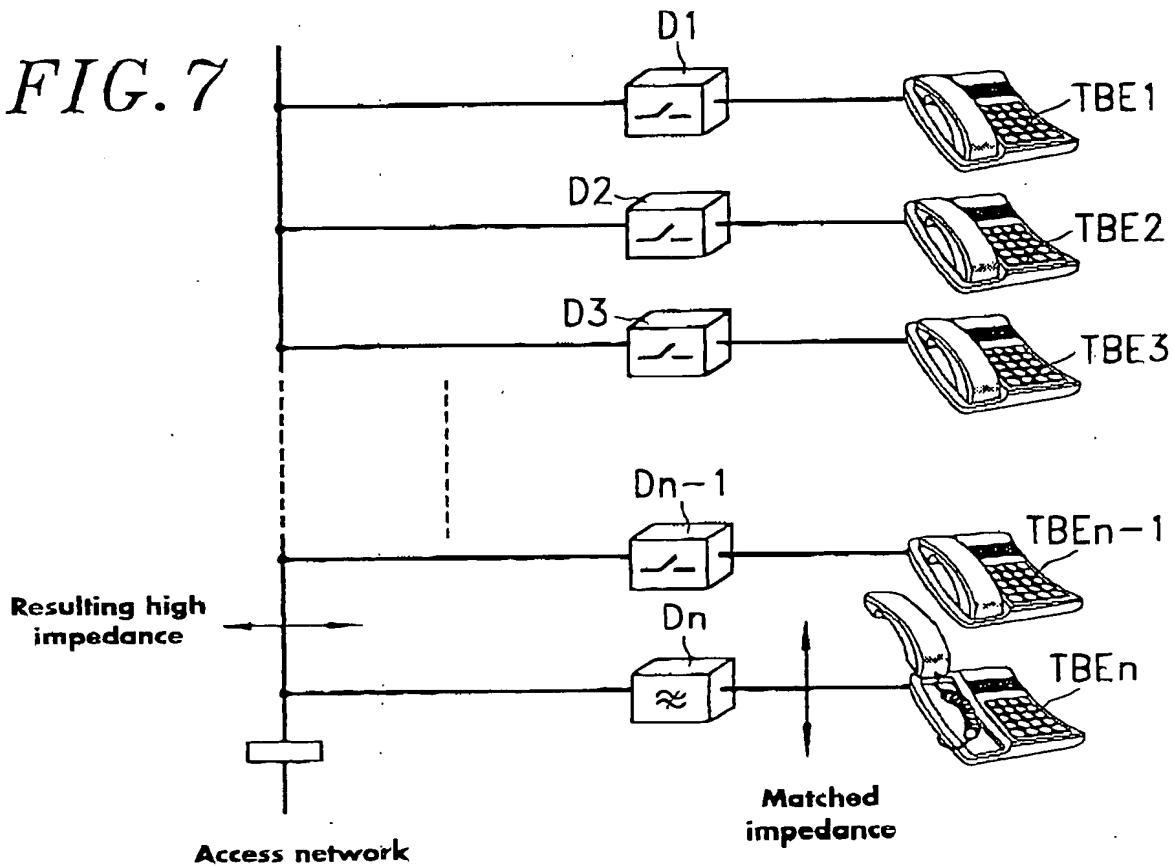 FIG. 7
D1
TBE1
D2
TBE2
D3
TBE3
Dn-1
TBEn-1
Resulting high
impedance
Dn
TBEn
Matched
impedance
Access network